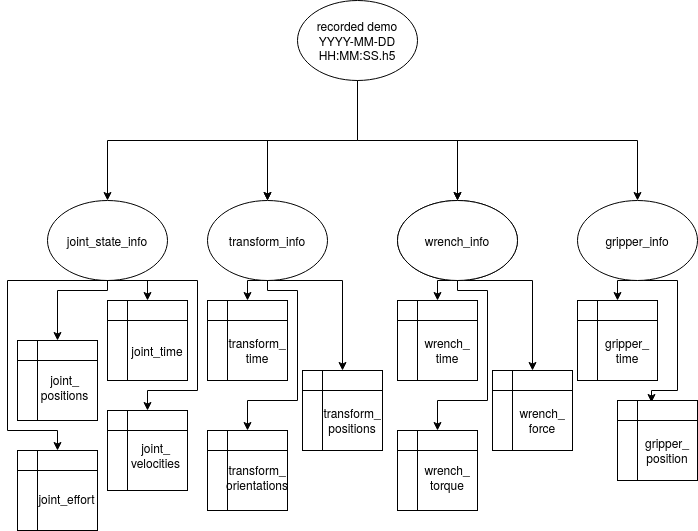 recorded demo
YYYY-MM-DD
HH:MM:SS.h5
joint_state_info
transform_info
wrench_info
gripper_info
joint_
positions
joint_time
joint_
velocities
joint_effort
transform_
time
transform_
positions
transform_
orientations
wrench_
time
wrench_
force
wrench_
torque
gripper_
time
gripper_
position